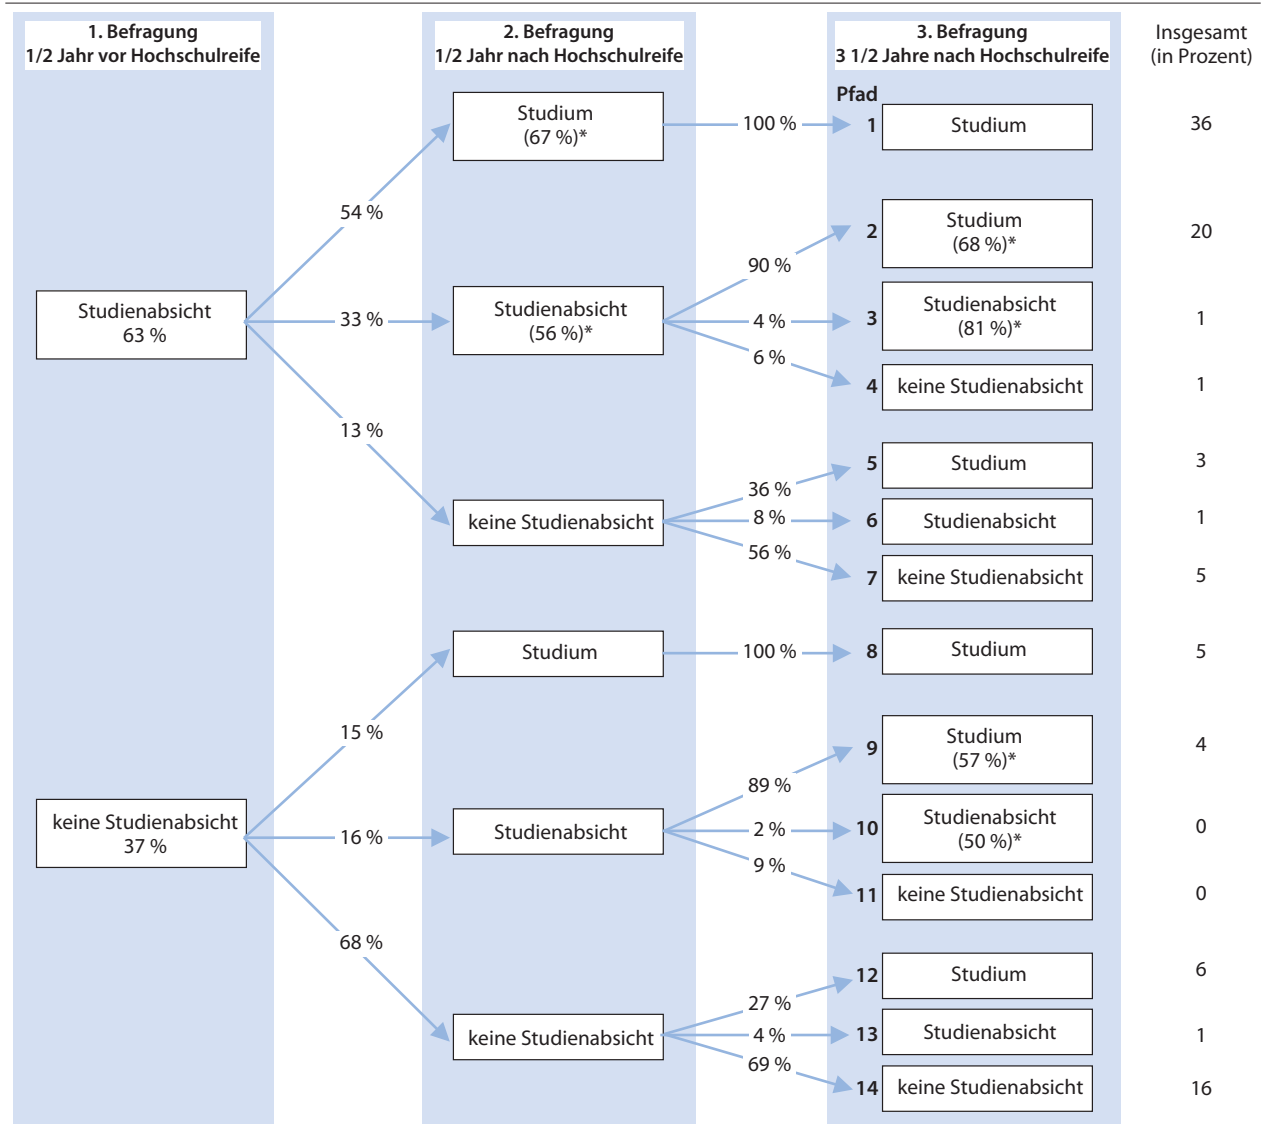 1. Befragung
1/2 Jahr vor Hochschulreife
2. Befragung
1/2 Jahr nach Hochschulreife
3. Befragung
3 1/2 Jahre nach Hochschulreife
Insgesamt
(in Prozent)
Pfad
Studium
(67 %)*
100 %
1
Studium
36
54 %
2
Studium
(68 %)*
20
90 %
Studienabsicht
63 %
33 %
Studienabsicht
(56 %)*
4 %
3
Studienabsicht
(81 %)*
1
6 %
4
keine Studienabsicht
1
13 %
5
Studium
3
36 %
keine Studienabsicht
8 %
6
Studienabsicht
1
56 %
7
keine Studienabsicht
5
Studium
100 %
8
Studium
5
15 %
9
Studium
(57 %)*
4
89 %
keine Studienabsicht
37 %
16 %
Studienabsicht
2 %
10
Studienabsicht
(50 %)*
0
9 %
11
keine Studienabsicht
0
68 %
12
Studium
6
27 %
keine Studienabsicht
4 %
13
Studienabsicht
1
69 %
14
keine Studienabsicht
16